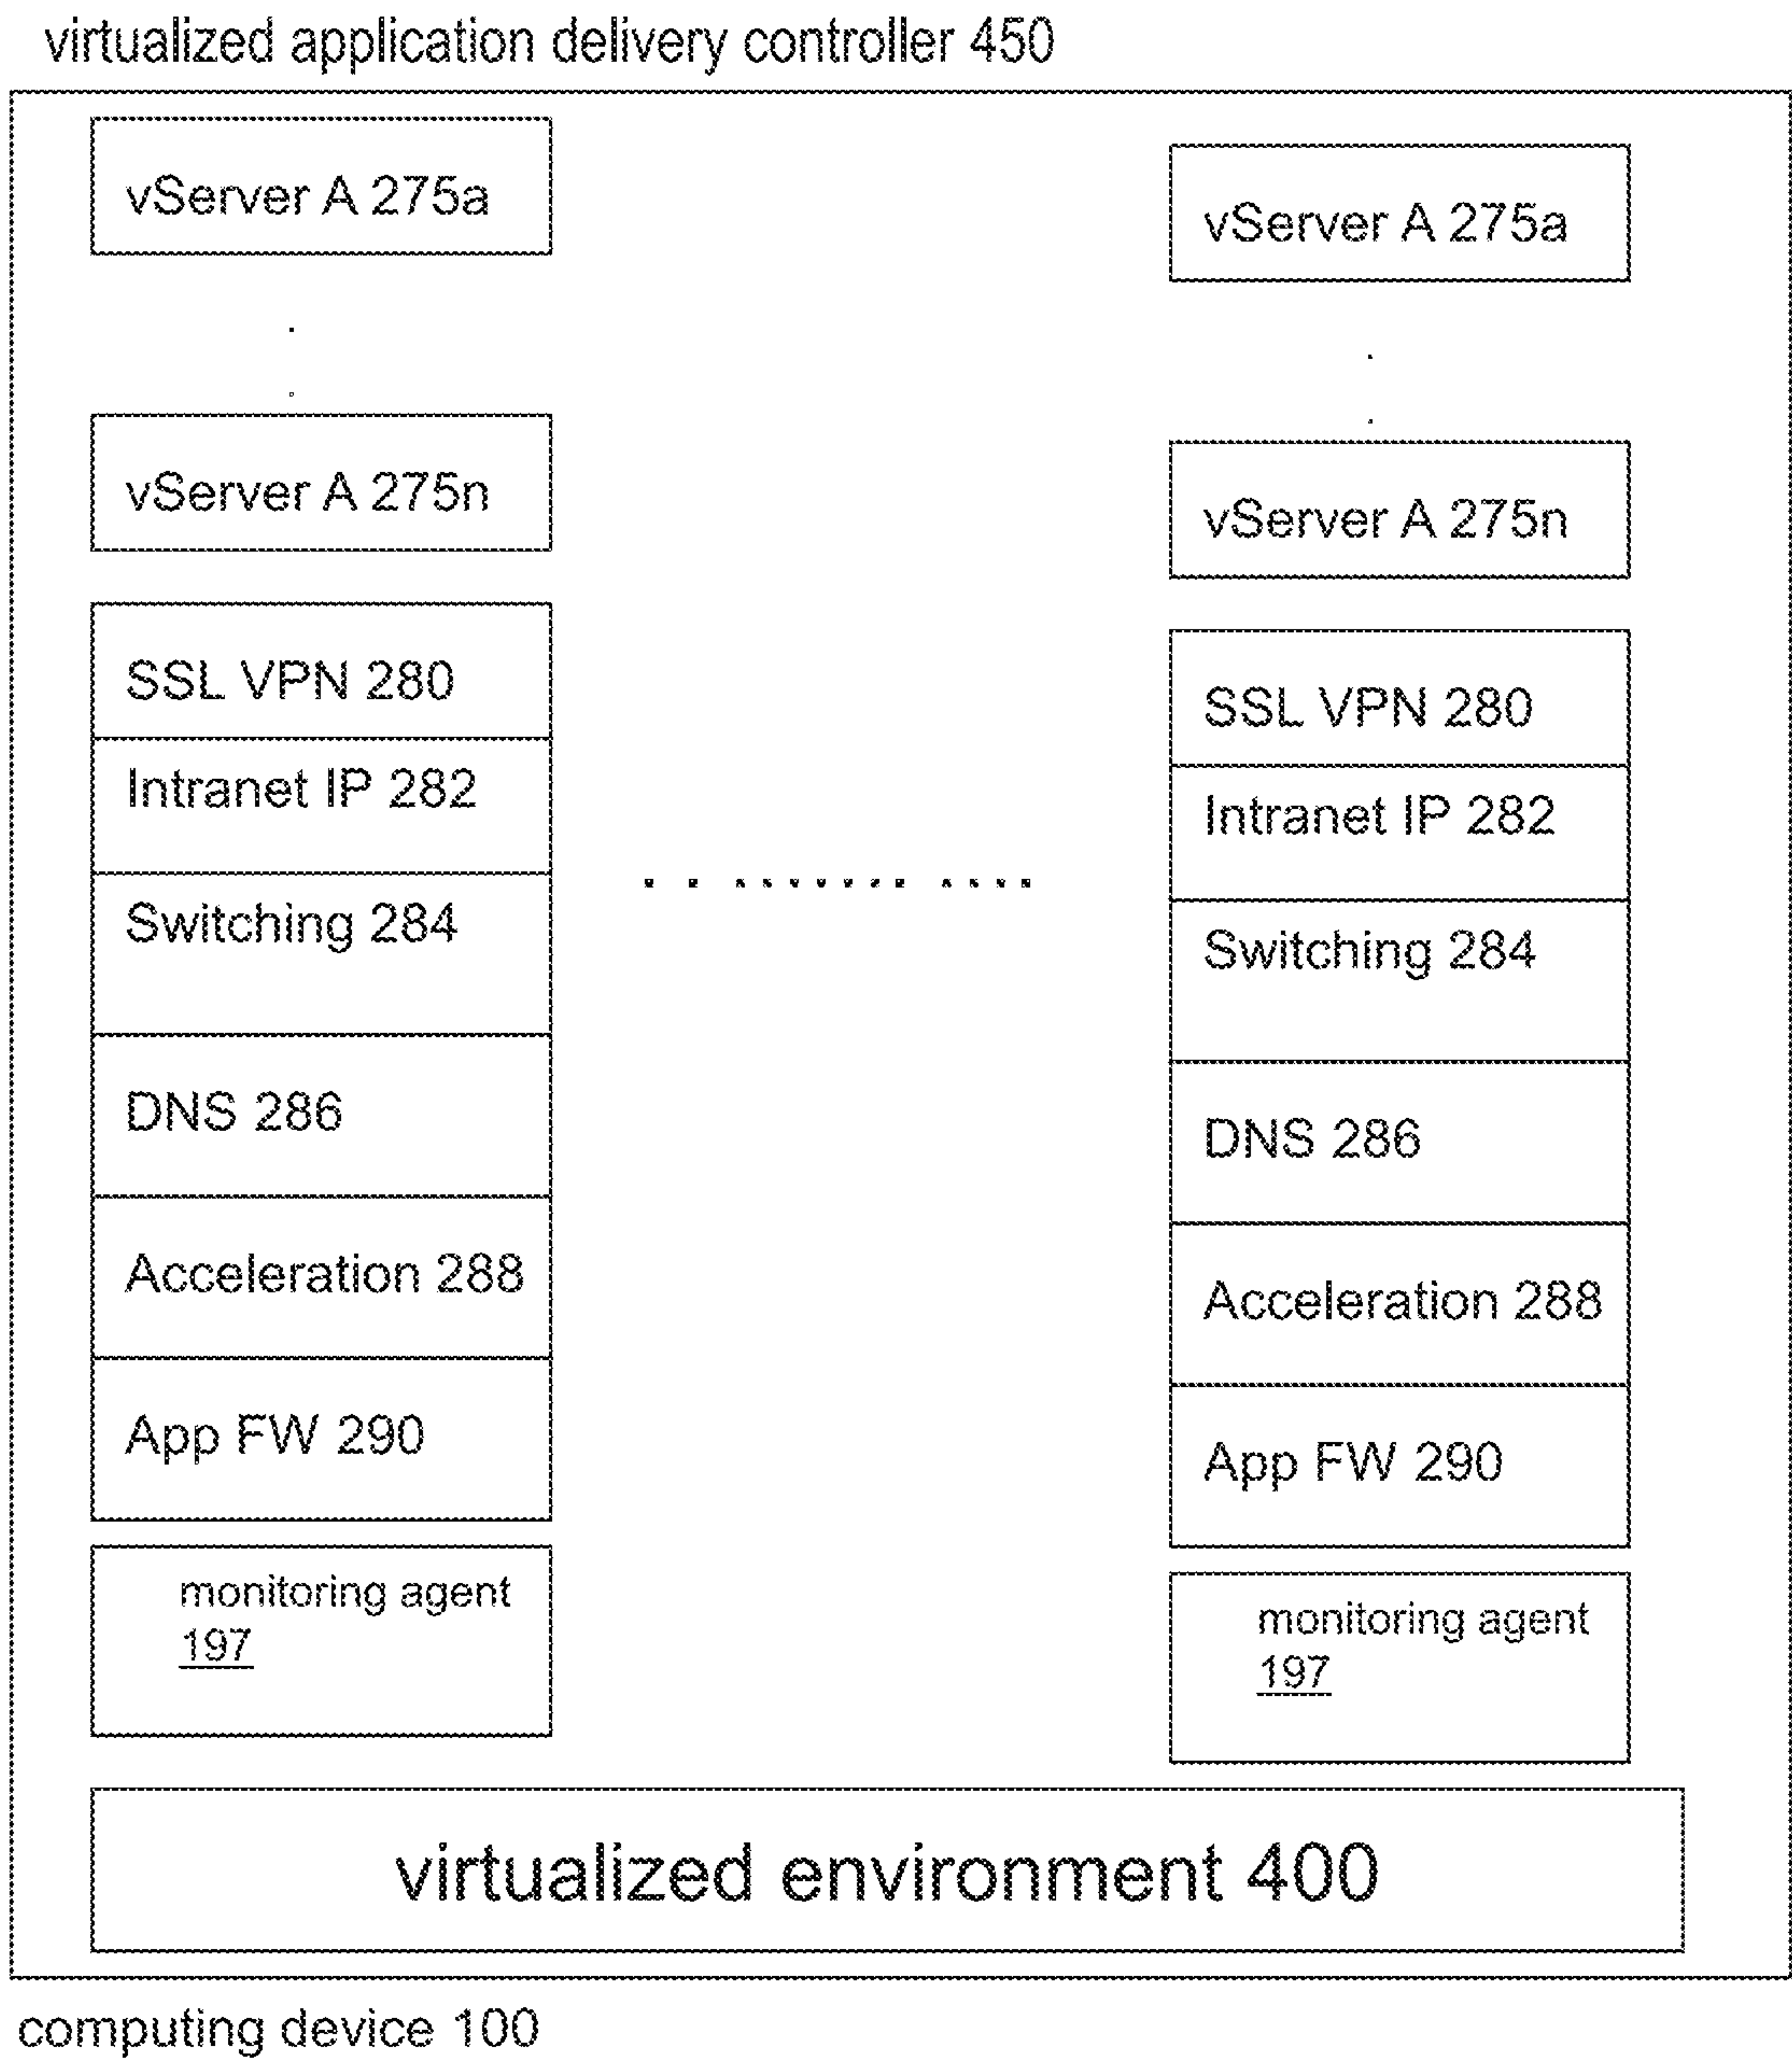 virtualized application delivery controller 450
vServer A 275a
vServer A 275n
SSL VPN 280
Intranet IP 282
Switching 284
DNS 286
Acceleration 288
App FW 290
monitoring agent
197
vServer A 275a
vServer A 275n
SSL VPN 280
Intranet IP 282
Switching 284
DNS 286
Acceleration 288
App FW 290
monitoring agent
197
virtualized environment 400
computing device 100